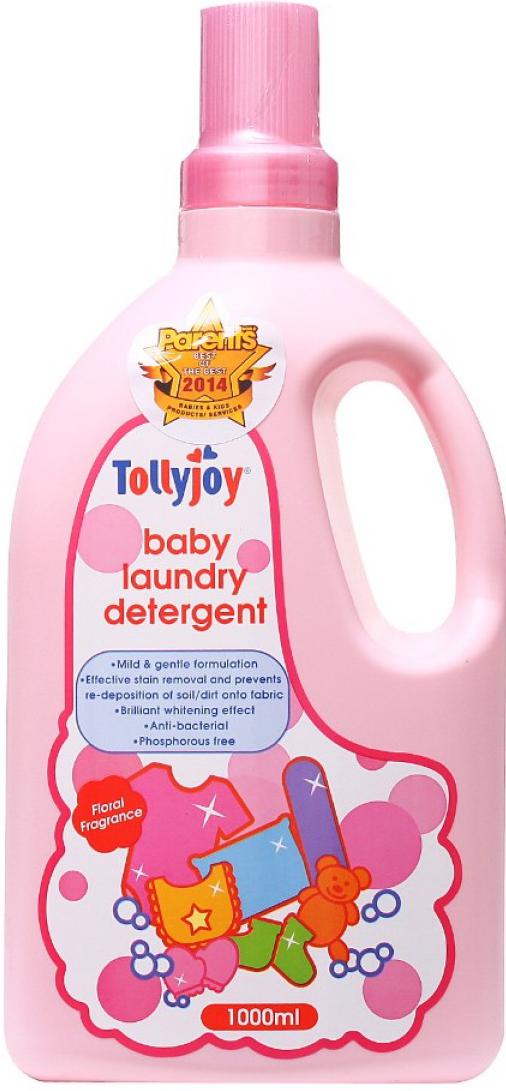 Parents
BEST
OF
THE BEST
2014
BABIES & KIDS
PRODUCTS/ SERVICES
Tollyjoy®
baby
laundry
detergent
•Mild & gentle formulation
•Effective stain removal and prevents
re-deposition of soil/dirt onto fabric
•Brilliant whitening effect
•Anti-bacterial
•Phosphorous free
Floral
Fragrance
1000ml